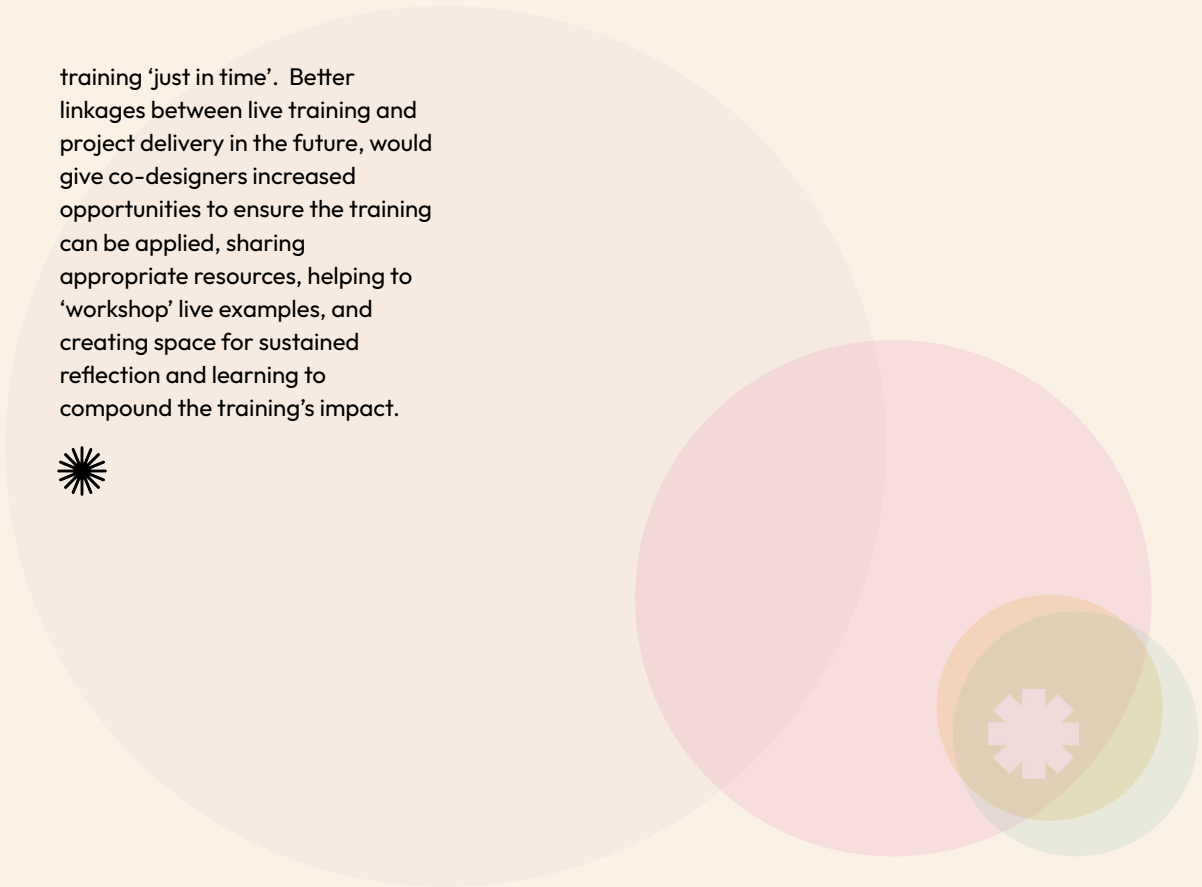 training ‘just in time’.  Better
linkages between live training and
project delivery in the future, would
give co-designers increased
opportunities to ensure the training
can be applied, sharing
appropriate resources, helping to
‘workshop’ live examples, and
creating space for sustained
reflection and learning to
compound the training’s impact.